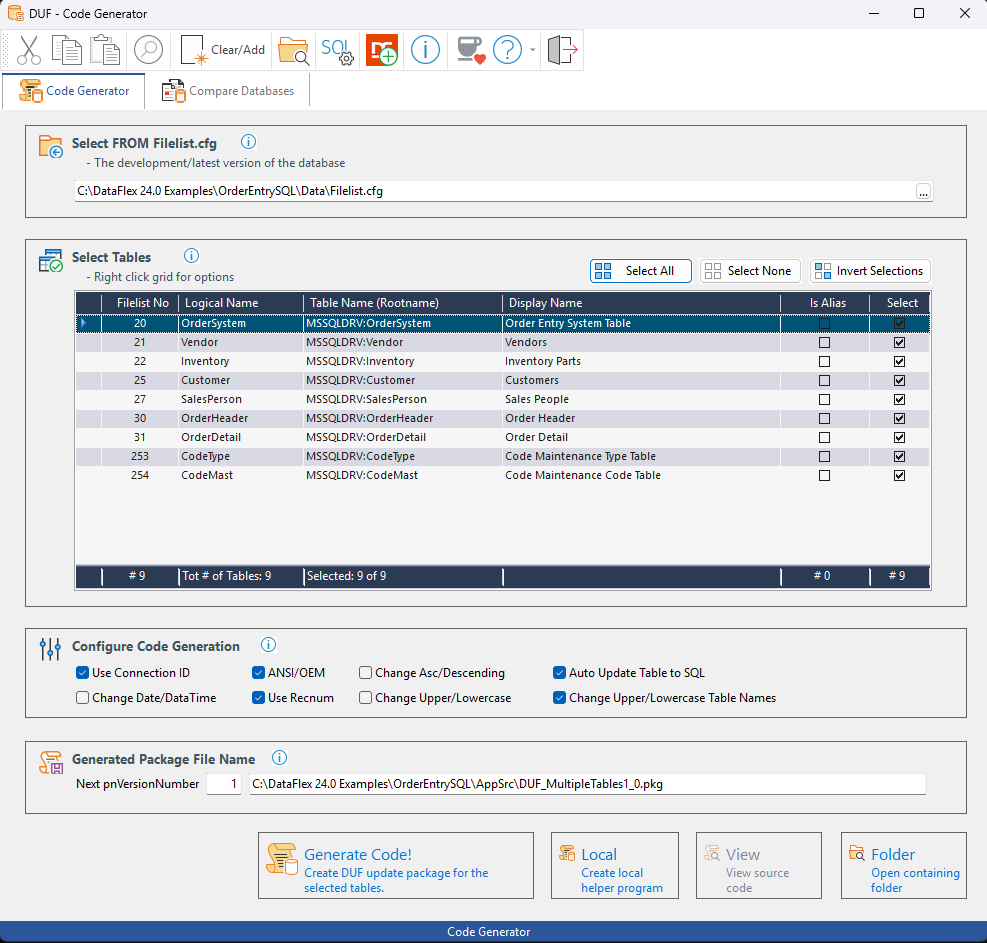 DUF - Code Generator
Clear/Add
SQL
Code Generator
Compare Databases
Select FROM Filelist.cfg
- The development/latest version of the database
C:\DataFlex 24.0 Examples\OrderEntrySQL\Data\Filelist.cfg
...
Select Tables
- Right click grid for options
Select All
Select None
Invert Selections
Filelist No Logical Name Table Name (Rootname) Display Name Is Alias Select
20 OrderSystem MSSQLDRV:OrderSystem Order Entry System Table
21 Vendor MSSQLDRV:Vendor Vendors
22 Inventory MSSQLDRV:Inventory Inventory Parts
25 Customer MSSQLDRV:Customer Customers
27 SalesPerson MSSQLDRV:SalesPerson Sales People
30 OrderHeader MSSQLDRV:OrderHeader Order Header
31 OrderDetail MSSQLDRV:OrderDetail Order Detail
253 CodeType MSSQLDRV:CodeType Code Maintenance Type Table
254 CodeMast MSSQLDRV:CodeMast Code Maintenance Code Table
# 9 Tot # of Tables: 9 Selected: 9 of 9 # 0 # 9
Configure Code Generation
Use Connection ID ANSI/OEM Change Asc/Descending Auto Update Table to SQL
Change Date/DataTime Use Recnum Change Upper/Lowercase Change Upper/Lowercase Table Names
Generated Package File Name
Next pnVersionNumber 1 C:\DataFlex 24.0 Examples\OrderEntrySQL\AppSrc\DUF_MultipleTables1_0.pkg
Generate Code!
Create DUF update package for the
selected tables.
Local
Create local
helper program
View
View source
code
Folder
Open containing
folder
Code Generator